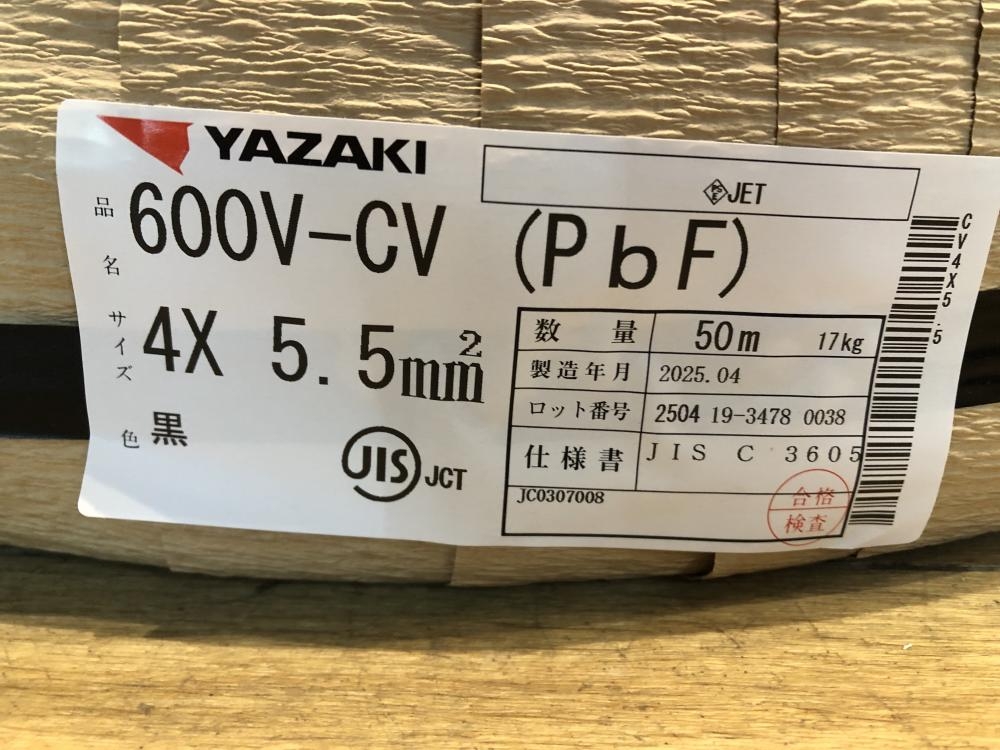 YAZAKI
PSE JET
品名 600V-CV (PbF)
サイズ 4X 5.5mm²
色 黒
JIS JCT
数量 50m 17kg
製造年月 2025.04
ロット番号 2504 19-3478 0038
仕様書 JIS C 3605
JC0307008
合格
検査
CV4X5.5